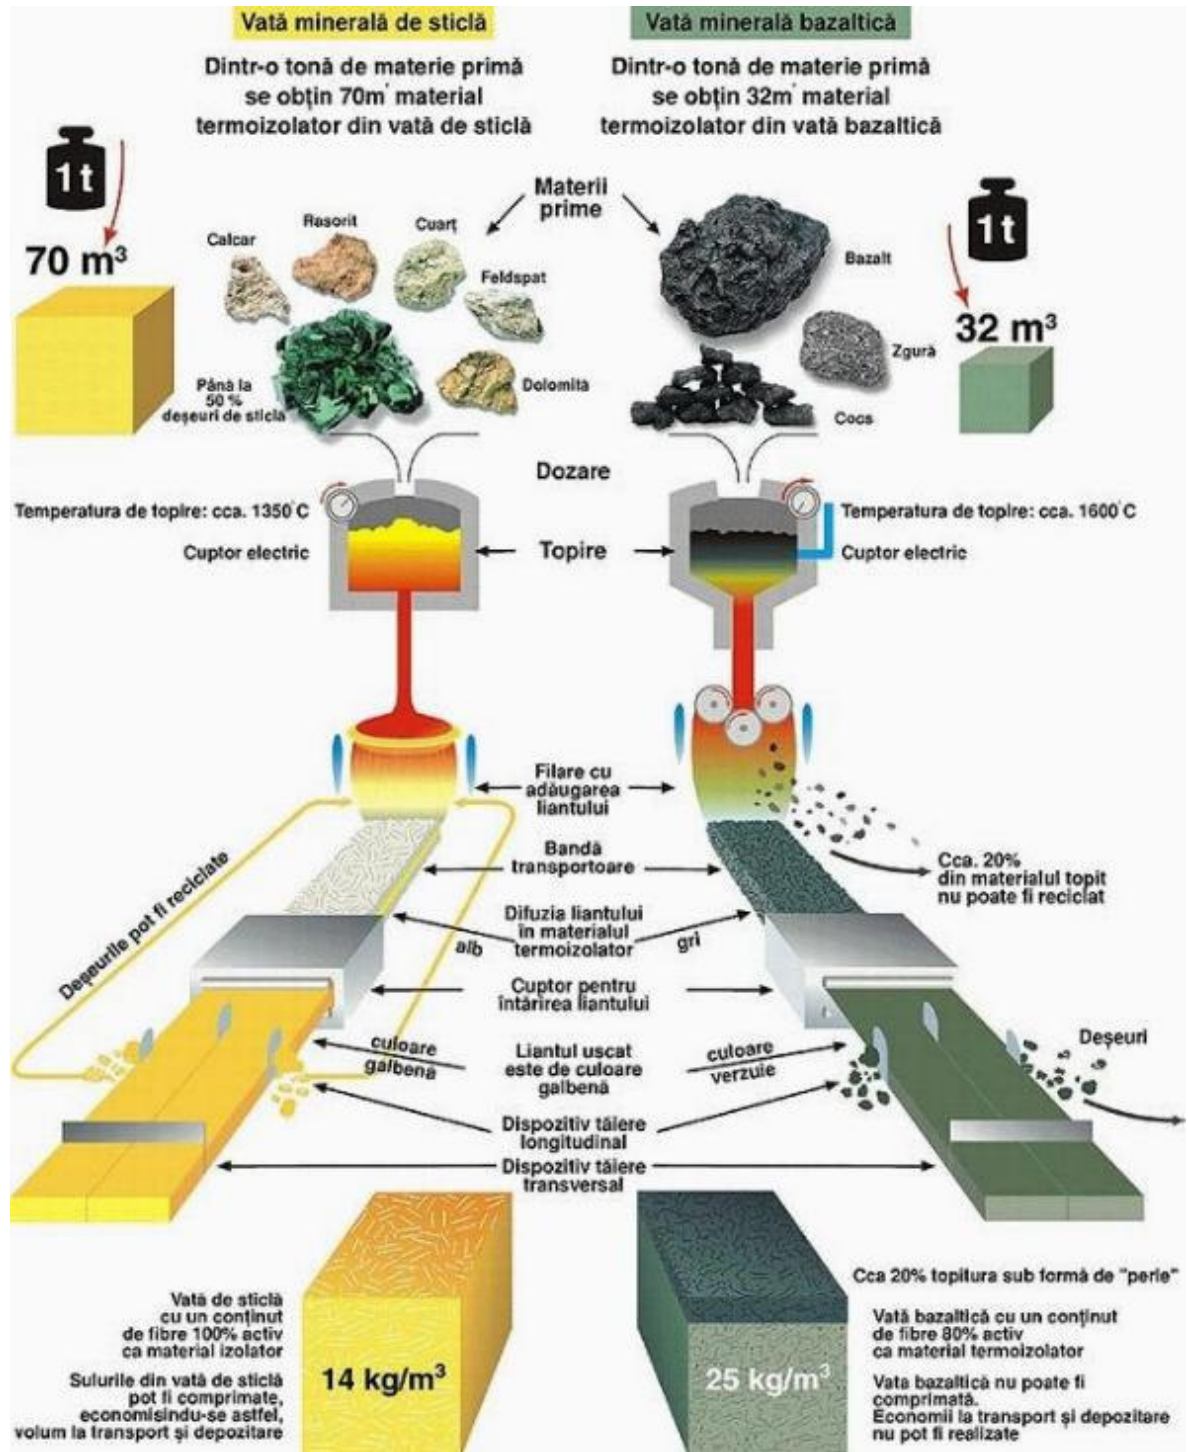 Vată minerală de sticlă
Dintr-o tonă de materie primă
se obțin 70m³ material
termoizolator din vată de sticlă
Vată minerală bazaltică
Dintr-o tonă de materie primă
se obțin 32m³ material
termoizolator din vată bazaltică
1t
70 m³
Materii
prime
1t
32 m³
Calcar
Rasorit
Cuarț
Feldspat
Dolomită
Până la
50 %
deșeuri de sticlă
Bazalt
Zgură
Cocs
Dozare
Temperatura de topire: cca. 1350°C
Cuptor electric
Topire
Temperatura de topire: cca. 1600°C
Cuptor electric
Filare cu
adăugarea
liantului
Bandă
transportoare
Cca. 20%
din materialul topit
nu poate fi reciclat
Deșeurile pot fi reciclate
Difuzia liantului
în materialul
termoizolator
alb
gri
Cuptor pentru
întărirea liantului
culoare
galbenă
Liantul uscat
este de culoare
galbenă
culoare
verzuie
Deșeuri
Dispozitiv tăiere
longitudinal
Dispozitiv tăiere
transversal
14 kg/m³
25 kg/m³
Vată de sticlă
cu un conținut
de fibre 100% activ
ca material izolator
Sulurile din vată de sticlă
pot fi comprimate,
economisindu-se astfel,
volum la transport și depozitare
Cca 20% topitura sub formă de "perle"
Vată bazaltică cu un conținut
de fibre 80% activ
ca material termoizolator
Vata bazaltică nu poate fi
comprimată.
Economii la transport și depozitare
nu pot fi realizate